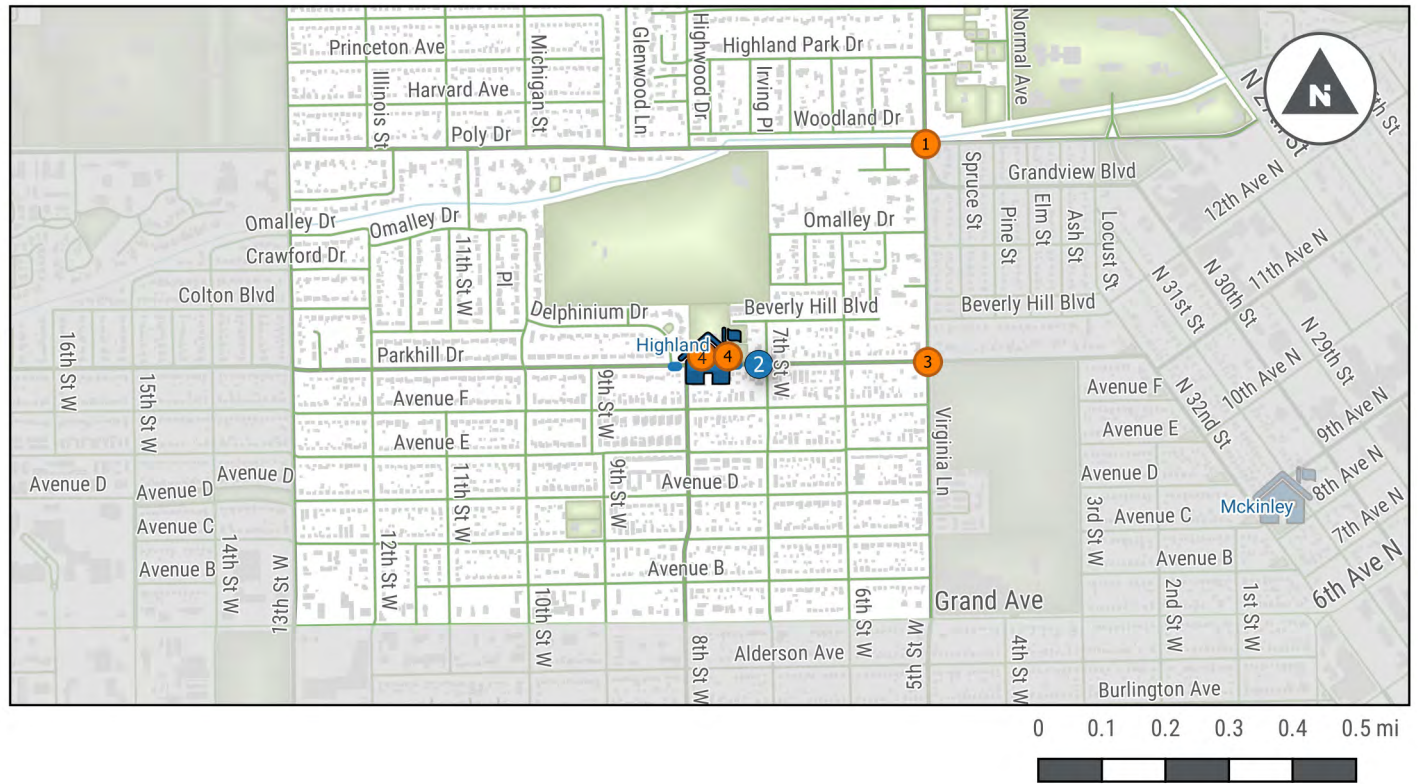 Princeton Ave
Illinois St
Harvard Ave
Michigan St
Poly Dr
Glenwood Ln
Highwood Dr
Highland Park Dr
Irving Pl
Woodland Dr
Normal Ave
N
1
Spruce St
Grandview Blvd
Pine St
Elm St
Ash St
Locust St
12th Ave N
11th Ave N
Omalley Dr
Omalley Dr
Omalley Dr
Crawford Dr
Colton Blvd
11th St W
Pl
Delphinium Dr
Beverly Hill Blvd
Beverly Hill Blvd
N 31st St
N 30th St
N 29th St
16th St W
15th St W
Parkhill Dr
Highland
4
4
2
7th St W
3
Avenue F
Avenue F
9th St W
Avenue E
Avenue E
Virginia Ln
N 32nd St
10th Ave N
9th Ave N
Avenue D
Avenue D
Avenue D
11th St W
9th St W
Avenue D
Avenue D
8th Ave N
Mckinley
7th Ave N
Avenue C
Avenue C
3rd St W
Avenue B
14th St W
13th St W
12th St W
Avenue B
Avenue B
6th Ave N
10th St W
6th St W
Grand Ave
2nd St W
1st St W
8th St W
Alderson Ave
5th St W
4th St W
Burlington Ave
0 0.1 0.2 0.3 0.4 0.5 mi